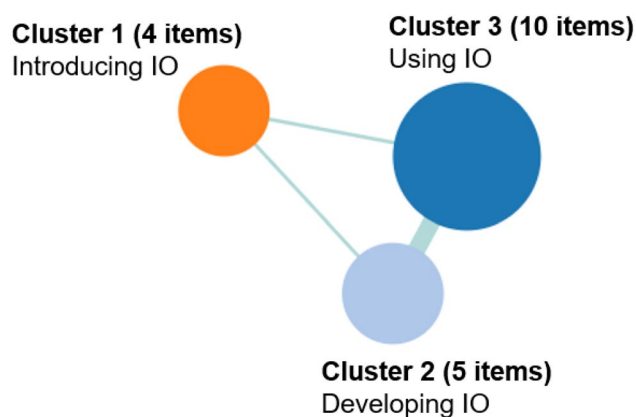 Cluster 1 (4 items)
Introducing IO
Cluster 3 (10 items)
Using IO
Cluster 2 (5 items)
Developing IO